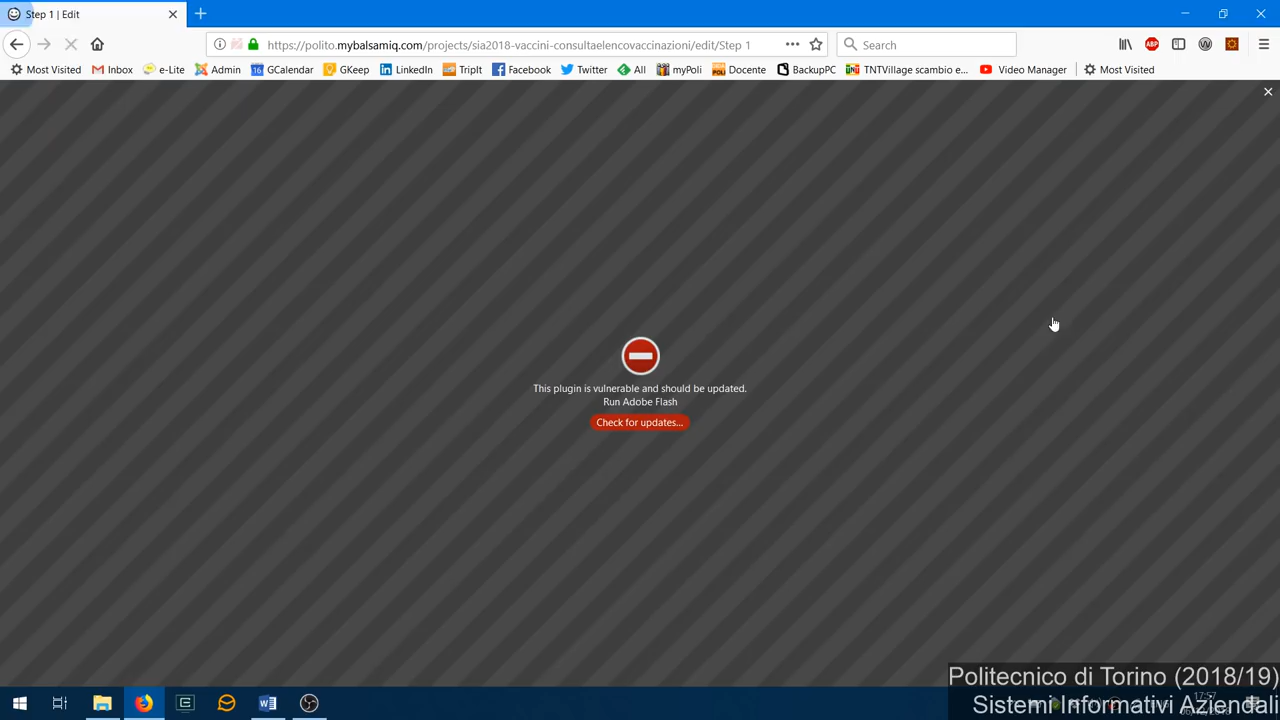 Step 1 | Edit
https://polito.mybalsamiq.com/projects/sia2018-vaccini-consultaelencovaccinazioni/edit/Step 1
Search
Most Visited Inbox e-Lite Admin GCalendar GKeep LinkedIn TripIt Facebook Twitter All myPoli Docente BackupPC TNTVillage scambio e... Video Manager Most Visited
This plugin is vulnerable and should be updated.
Run Adobe Flash
Check for updates...
Politecnico di Torino (2018/19)
17:57
Sistemi Informativi Aziendali